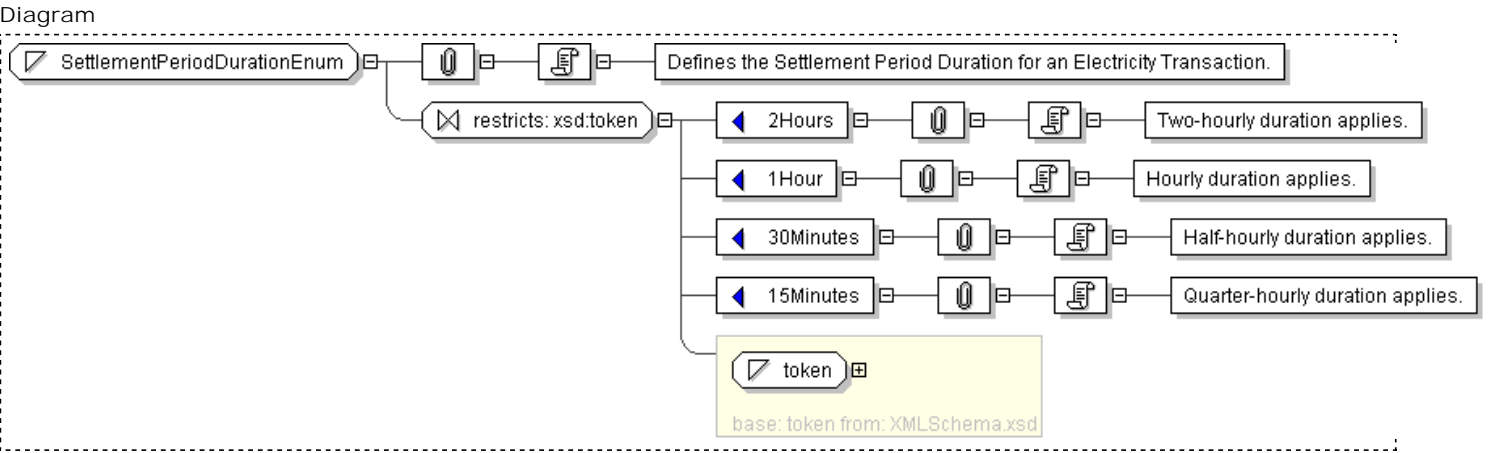 Diagram
SettlementPeriodDurationEnum
Defines the Settlement Period Duration for an Electricity Transaction.
restricts: xsd:token
2Hours
Two-hourly duration applies.
1Hour
Hourly duration applies.
30Minutes
Half-hourly duration applies.
15Minutes
Quarter-hourly duration applies.
token
base: token from: XMLSchema.xsd